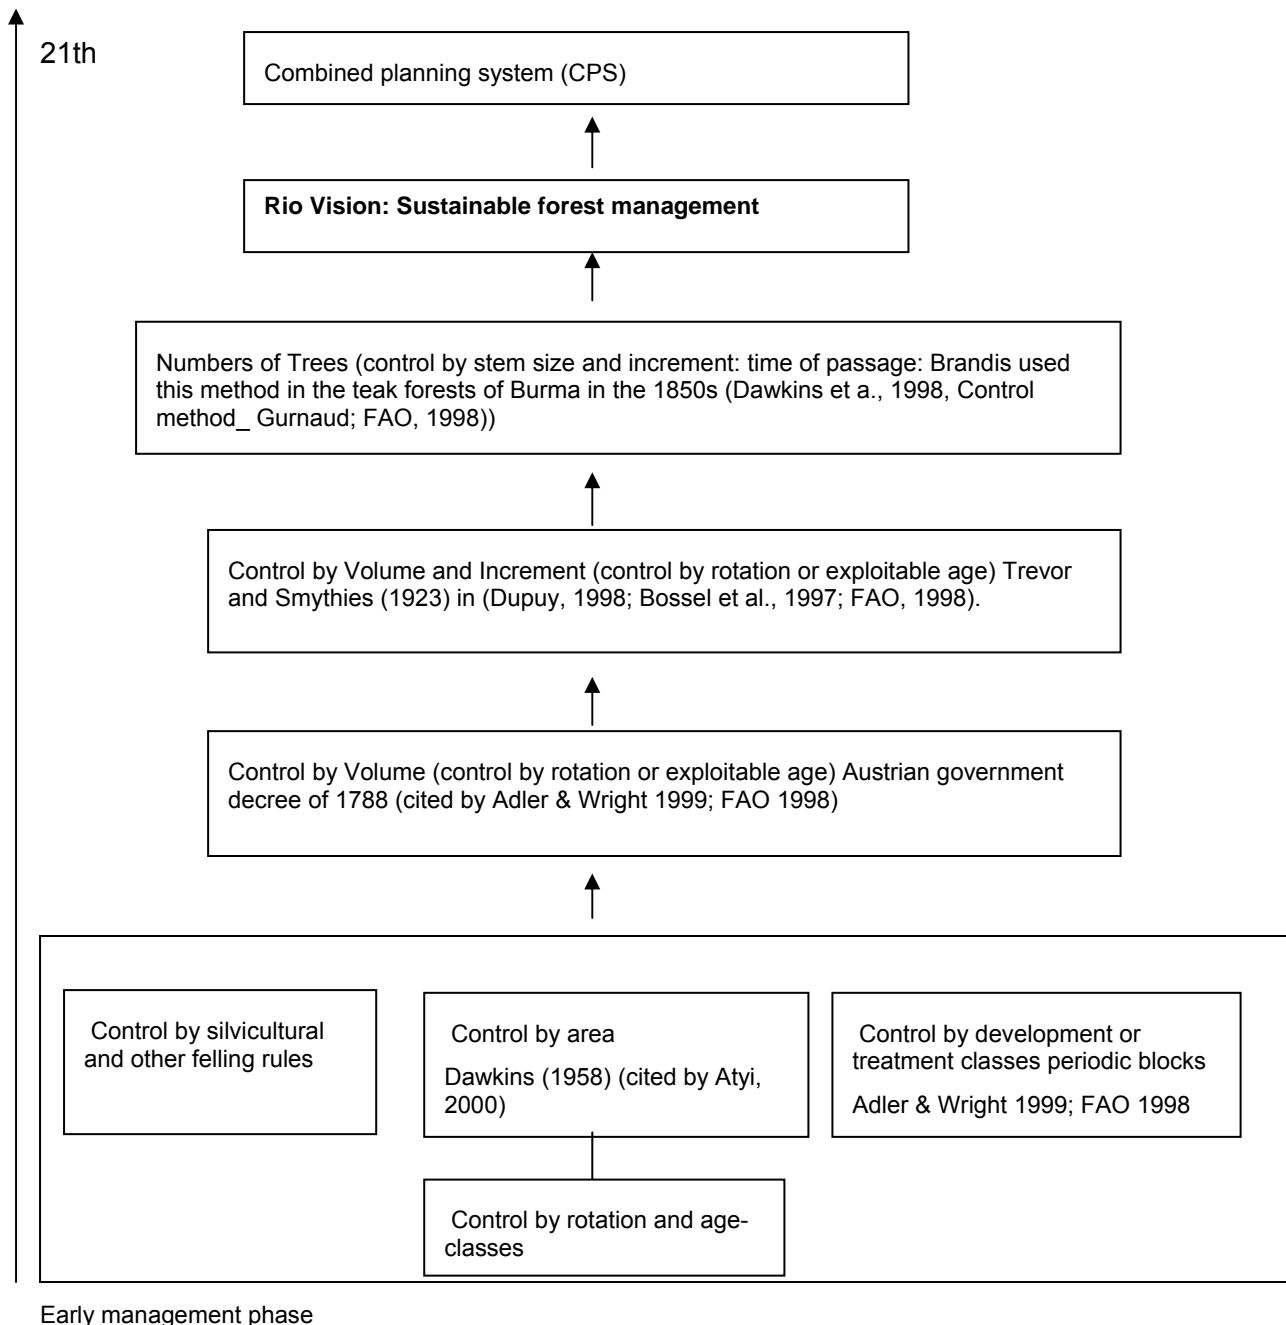 21th
Combined planning system (CPS)
Rio Vision: Sustainable forest management
Numbers of Trees (control by stem size and increment: time of passage: Brandis used
this method in the teak forests of Burma in the 1850s (Dawkins et a., 1998, Control
method_ Gurnaud; FAO, 1998))
Control by Volume and Increment (control by rotation or exploitable age) Trevor
and Smythies (1923) in (Dupuy, 1998; Bossel et al., 1997; FAO, 1998).
Control by Volume (control by rotation or exploitable age) Austrian government
decree of 1788 (cited by Adler & Wright 1999; FAO 1998)
Control by silvicultural
and other felling rules
Control by area
Dawkins (1958) (cited by Atyi,
2000)
Control by development or
treatment classes periodic blocks
Adler & Wright 1999; FAO 1998
Control by rotation and age-
classes
Early management phase